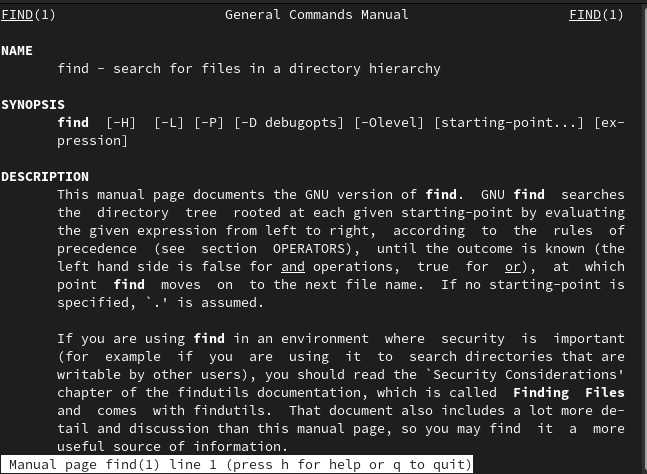 FIND(1) General Commands Manual FIND(1)
NAME
find - search for files in a directory hierarchy
SYNOPSIS
find [-H] [-L] [-P] [-D debugopts] [-Olevel] [starting-point...] [ex-
pression]
DESCRIPTION
This manual page documents the GNU version of find. GNU find searches
the directory tree rooted at each given starting-point by evaluating
the given expression from left to right, according to the rules of
precedence (see section OPERATORS), until the outcome is known (the
left hand side is false for and operations, true for or), at which
point find moves on to the next file name. If no starting-point is
specified, `.' is assumed.
If you are using find in an environment where security is important
(for example if you are using it to search directories that are
writable by other users), you should read the `Security Considerations'
chapter of the findutils documentation, which is called Finding Files
and comes with findutils. That document also includes a lot more de-
tail and discussion than this manual page, so you may find it a more
useful source of information.
Manual page find(1) line 1 (press h for help or q to quit)